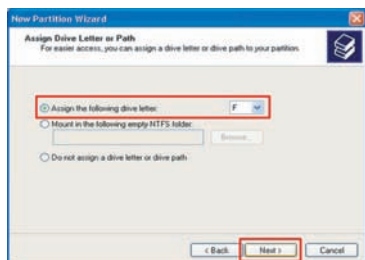 New Partition Wizard
Assign Drive Letter or Path
For easier access, you can assign a drive letter or drive path to your partition.
Assign the following drive letter: F
Mount in the following empty NTFS folder:
Browse...
Do not assign a drive letter or drive path
< Back Next > Cancel